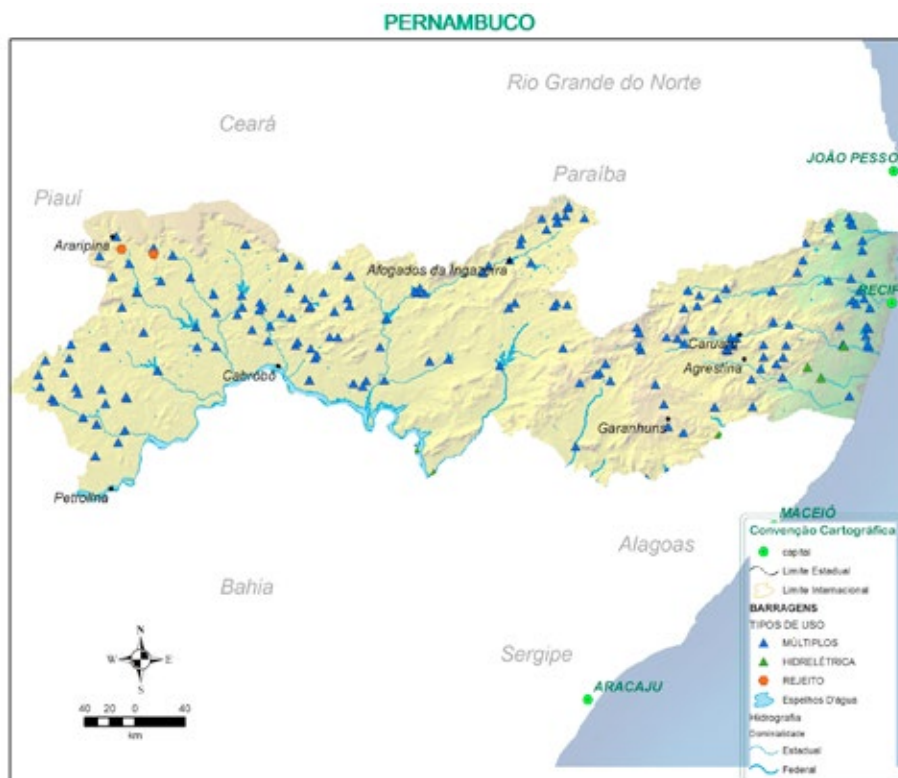 PERNAMBUCO
Rio Grande do Norte
Ceará
JOÃO PESSO
Paraíba
Piauí
Araripina
Afogados da Ingazeira
RECIF
Caruaru
Agrestina
Cabrobó
Garanhuns
Petrolina
MACEIÓ
Alagoas
Bahia
Sergipe
ARACAJU
N
W E
S
40 20 0 40
km
Convenção Cartográfica
capital
Limite Estadual
Limite Internacional
BARRAGENS
TIPOS DE USO
MÚLTIPLOS
HIDRELÉTRICA
REJEITO
Espelhos D'água
Hidrografia
Dominialidade
Estadual
Federal